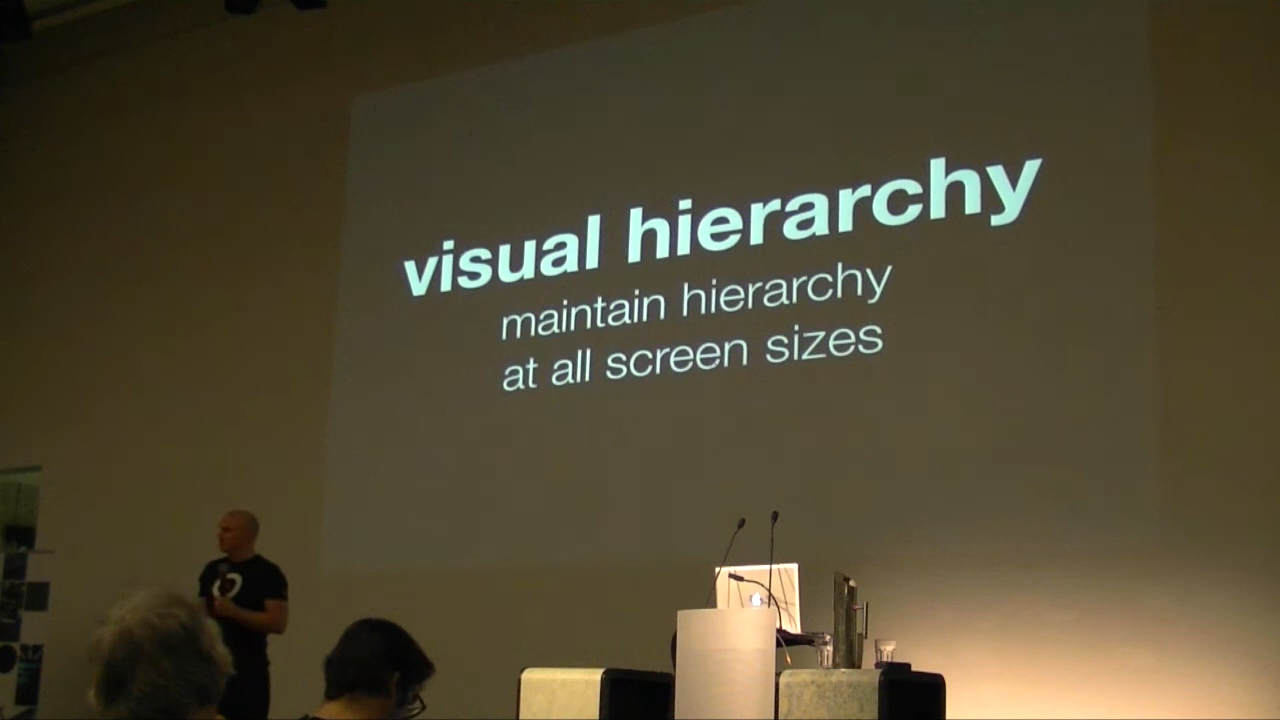 visual hierarchy
maintain hierarchy
at all screen sizes